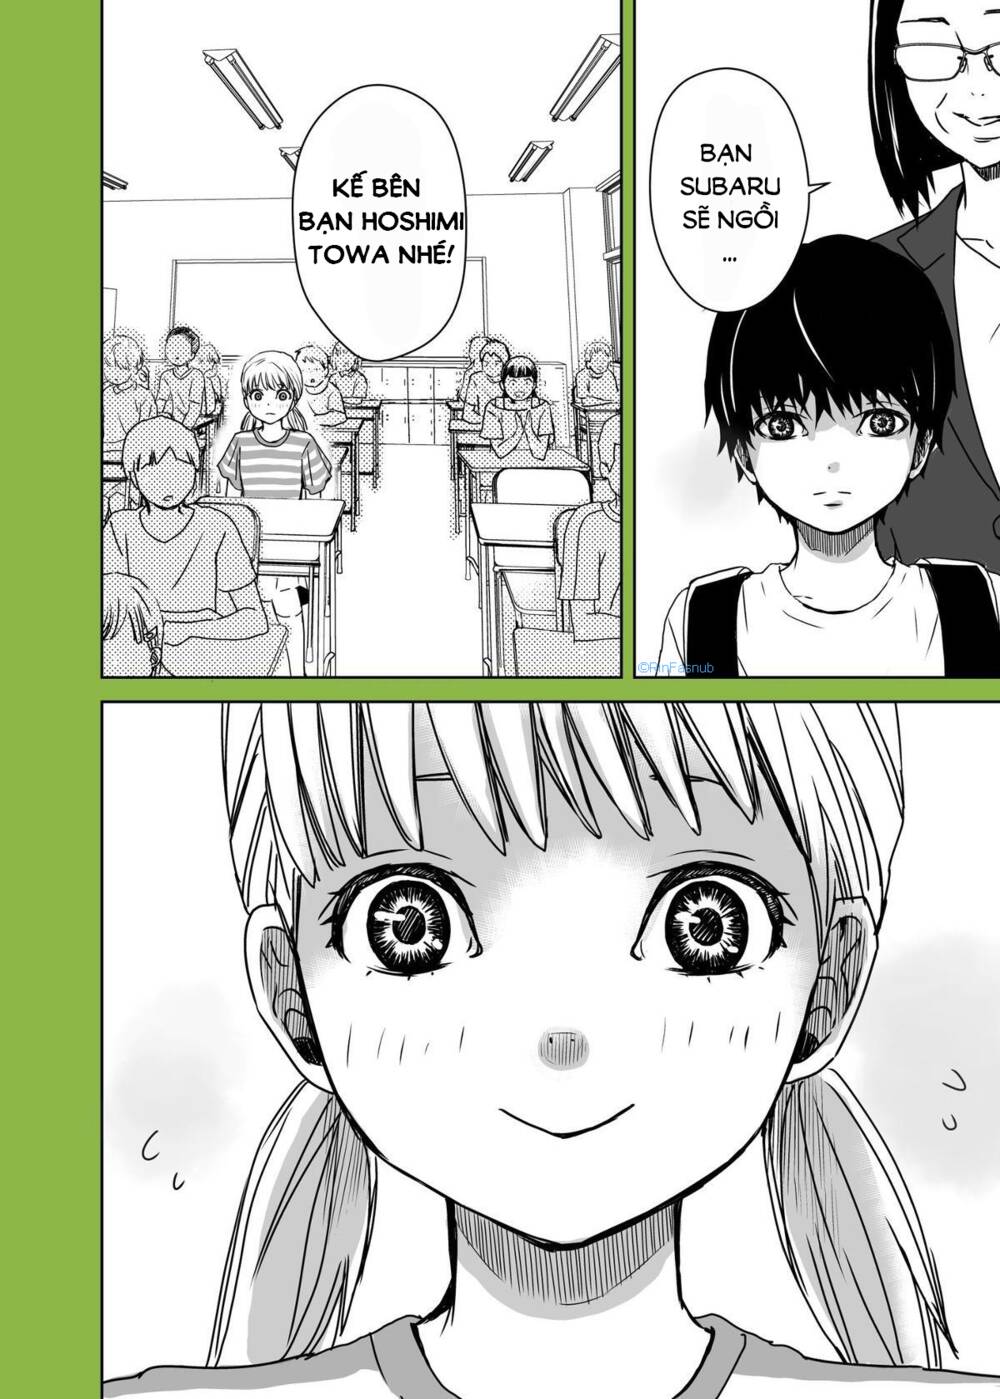 BẠN
SUBARU
SẼ NGỒI
...
KẾ BÊN
BẠN HOSHIMI
TOWA NHÉ!
©RinFasnub